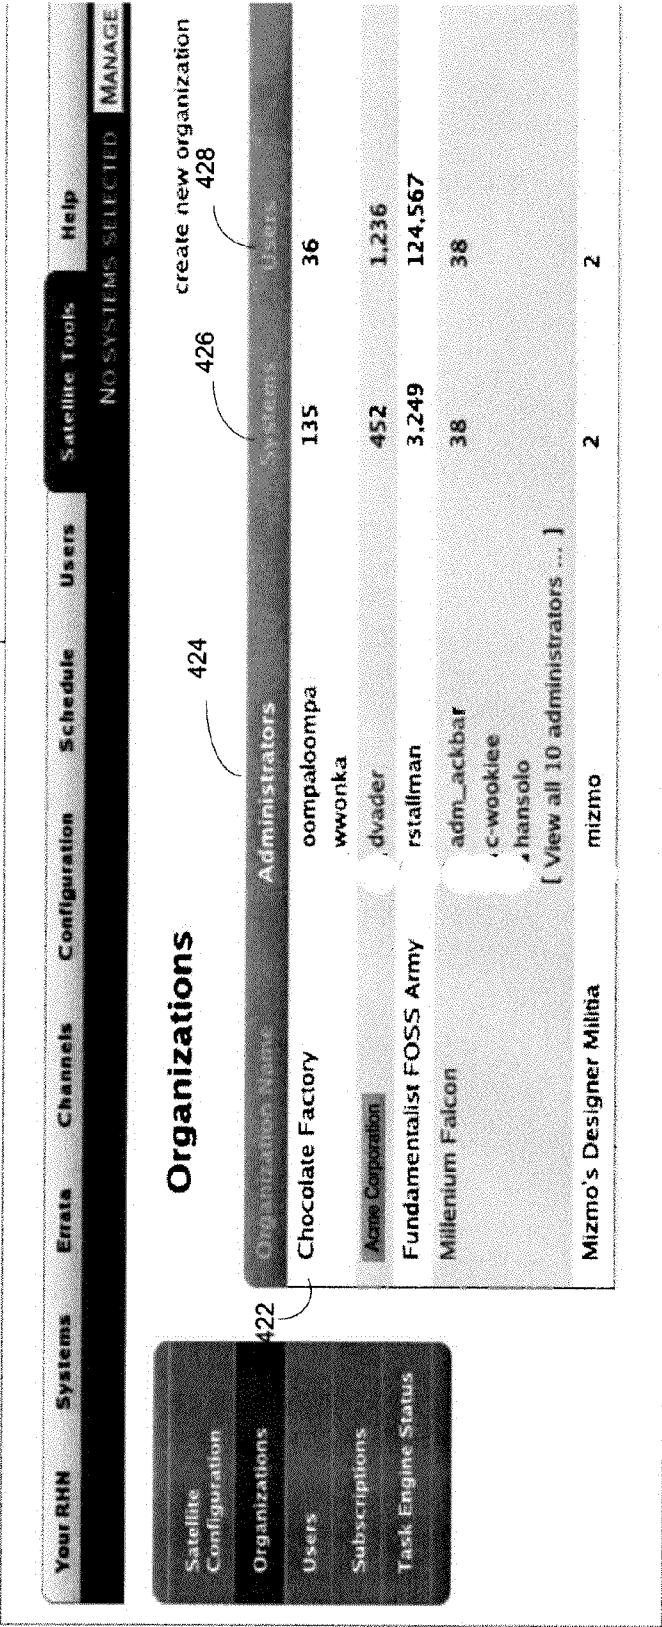 Your RHN Systems Errata Channels Configuration Schedule Users Satellite Tools Help
NO SYSTEMS SELECTED MANAGE
Satellite
Configuration
Organizations
Users
Subscriptions
Task Engine Status
Organizations
create new organization
422
424
426
428
Organization Name Administrators Systems Users
Chocolate Factory oompaloompa 135 36
wwonka
Acme Corporation dvader 452 1,236
Fundamentalist FOSS Army rstallman 3,249 124,567
Millenium Falcon adm_ackbar 38 38
c-wookiee
hansolo
[ View all 10 administrators ... ]
Mizmo's Designer Militia mizmo 2 2